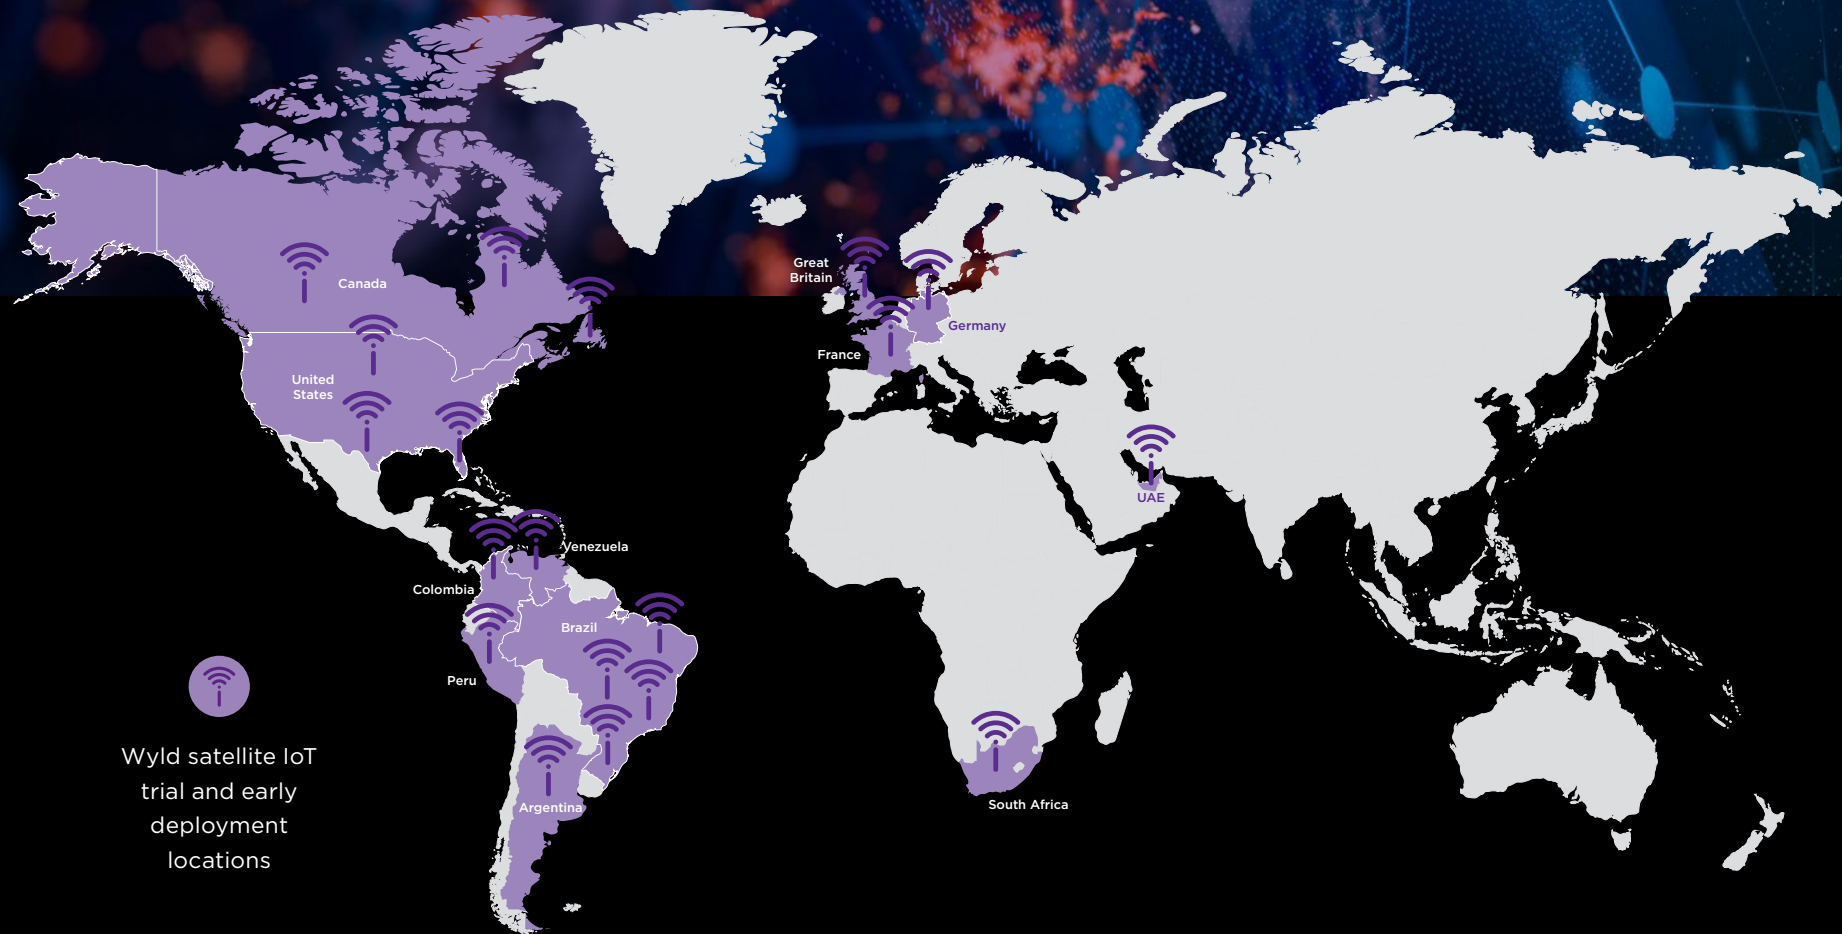 Canada
United
States
Great
Britain
Germany
France
UAE
Venezuela
Colombia
Brazil
Peru
Argentina
South Africa
Wyld satellite IoT
trial and early
deployment
locations